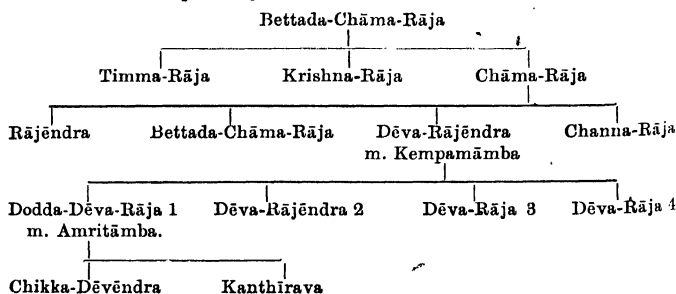 Bettada-Chāma-Rāja
Timma-Rāja Krishna-Rāja Chāma-Rāja
Rājēndra Bettada-Chāma-Rāja Dēva-Rājēndra Channa-Rāja
m. Kempamāmba
Dodda-Dēva-Rāja 1 Dēva-Rājēndra 2 Dēva-Rāja 3 Dēva-Rāja 4
m. Amritāmba.
Chikka-Dēvēndra Kanthīrava